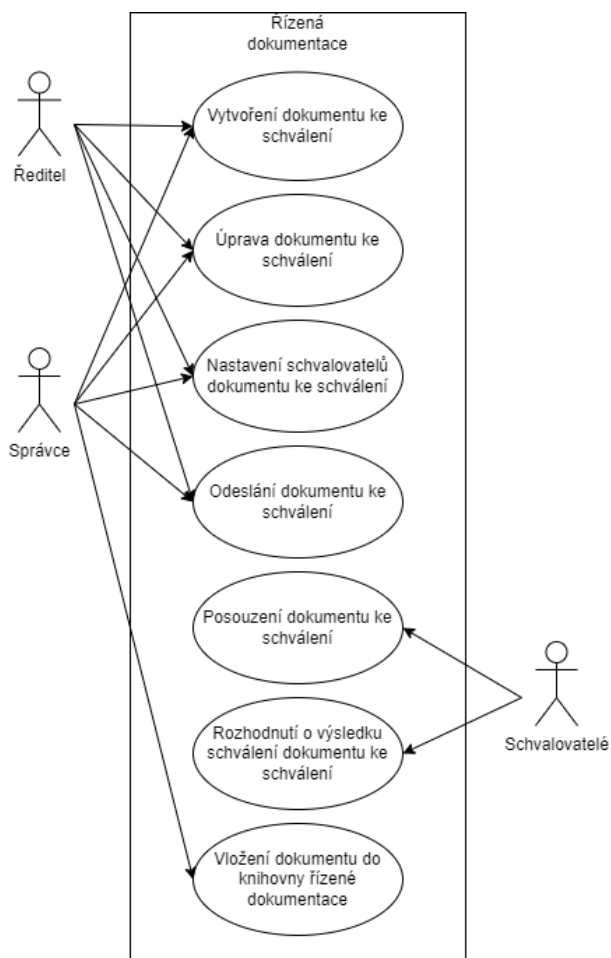 Řízená
dokumentace
Vytvoření dokumentu ke
schválení
Ředitel
Úprava dokumentu ke
schválení
Nastavení schvalovatelů
dokumentu ke schválení
Správce
Odeslání dokumentu ke
schválení
Posouzení dokumentu ke
schválení
Schvalovatelé
Rozhodnutí o výsledku
schválení dokumentu ke
schválení
Vložení dokumentu do
knihovny řízené
dokumentace